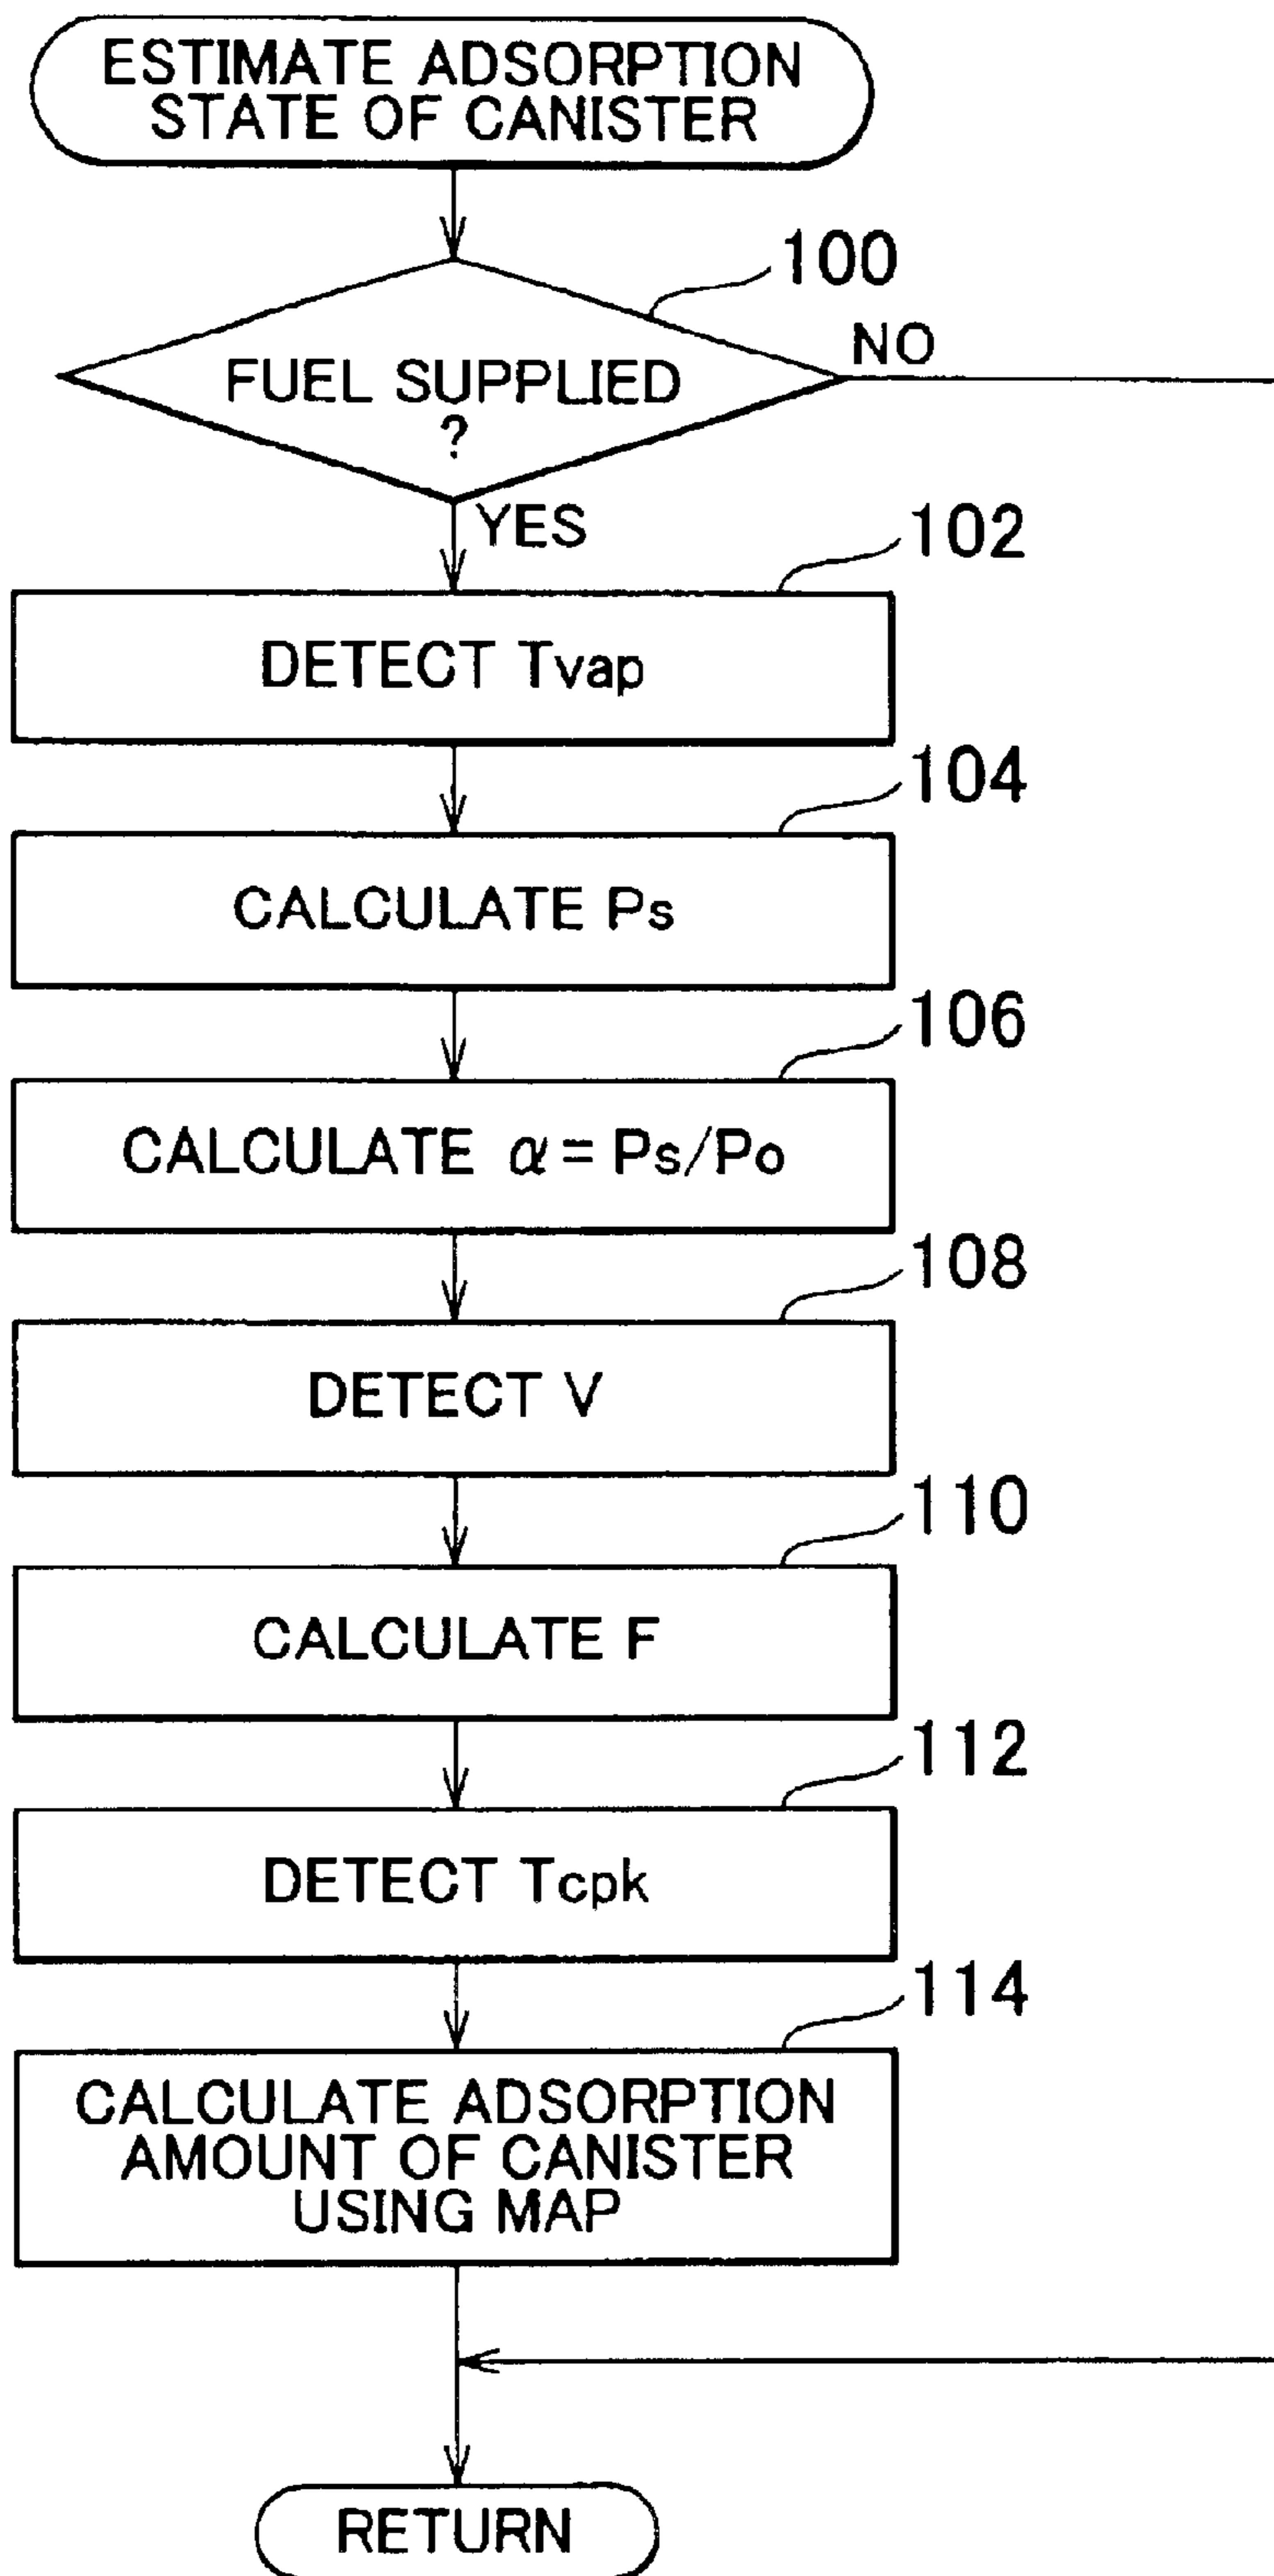 ESTIMATE ADSORPTION
STATE OF CANISTER
100
NO
FUEL SUPPLIED
?
YES
102
DETECT Tvap
104
CALCULATE Ps
106
CALCULATE α = Ps/Po
108
DETECT V
110
CALCULATE F
112
DETECT Tcpk
114
CALCULATE ADSORPTION
AMOUNT OF CANISTER
USING MAP
RETURN